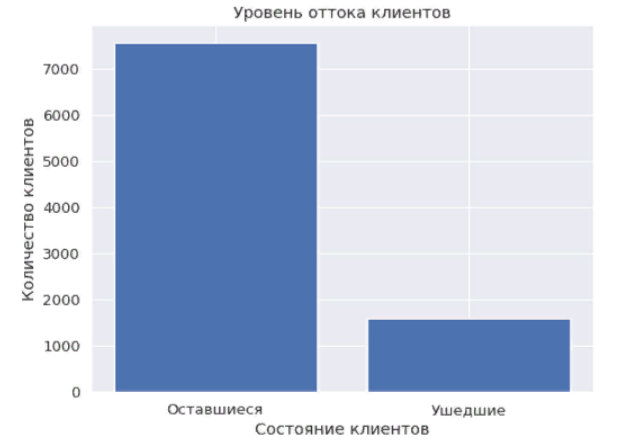 Уровень оттока клиентов
Количество клиентов
7000
6000
5000
4000
3000
2000
1000
0
Оставшиеся
Ушедшие
Состояние клиентов